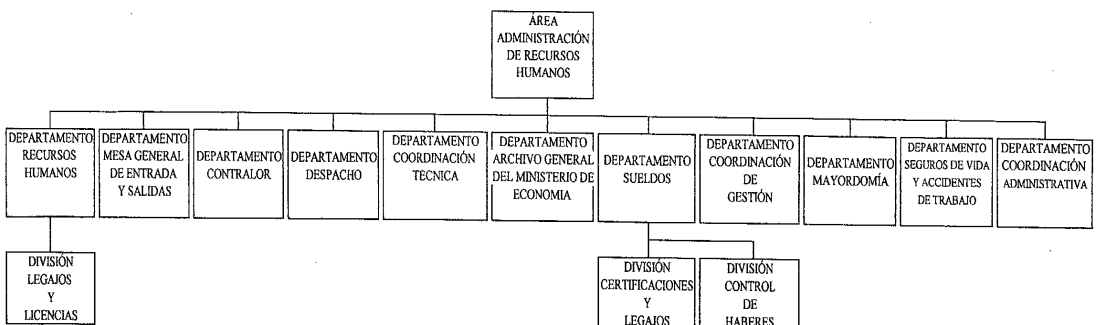 ÁREA
ADMINISTRACIÓN
DE RECURSOS
HUMANOS
DEPARTAMENTO
RECURSOS
HUMANOS
DEPARTAMENTO
MESA GENERAL
DE ENTRADA
Y SALIDAS
DEPARTAMENTO
CONTRALOR
DEPARTAMENTO
DESPACHO
DEPARTAMENTO
COORDINACIÓN
TECNICA
DEPARTAMENTO
ARCHIVO GENERAL
DEL MINISTERIO DE
ECONOMIA
DEPARTAMENTO
SUELDOS
DEPARTAMENTO
COORDINACIÓN
DE
GESTIÓN
DEPARTAMENTO
MAYORDOMÍA
DEPARTAMENTO
SEGUROS DE VIDA
Y ACCIDENTES
DE TRABAJO
DEPARTAMENTO
COORDINACIÓN
ADMINISTRATIVA
DIVISIÓN
LEGAJOS
Y
LICENCIAS
DIVISIÓN
CERTIFICACIONES
Y
LEGAJOS
DIVISIÓN
CONTROL
DE
HABERES